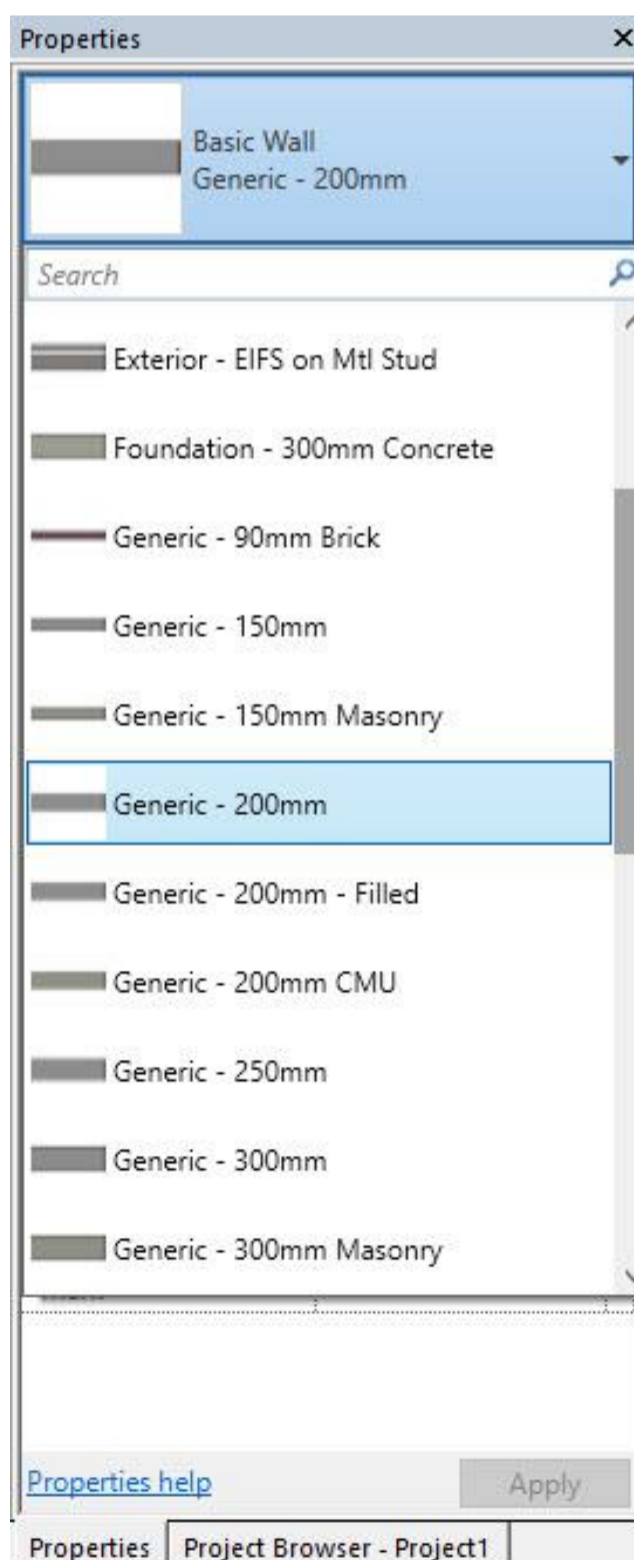 Properties
Basic Wall
Generic - 200mm
Search
Exterior - EIFS on Mtl Stud
Foundation - 300mm Concrete
Generic - 90mm Brick
Generic - 150mm
Generic - 150mm Masonry
Generic - 200mm
Generic - 200mm - Filled
Generic - 200mm CMU
Generic - 250mm
Generic - 300mm
Generic - 300mm Masonry
Properties help
Apply
Properties
Project Browser - Project1